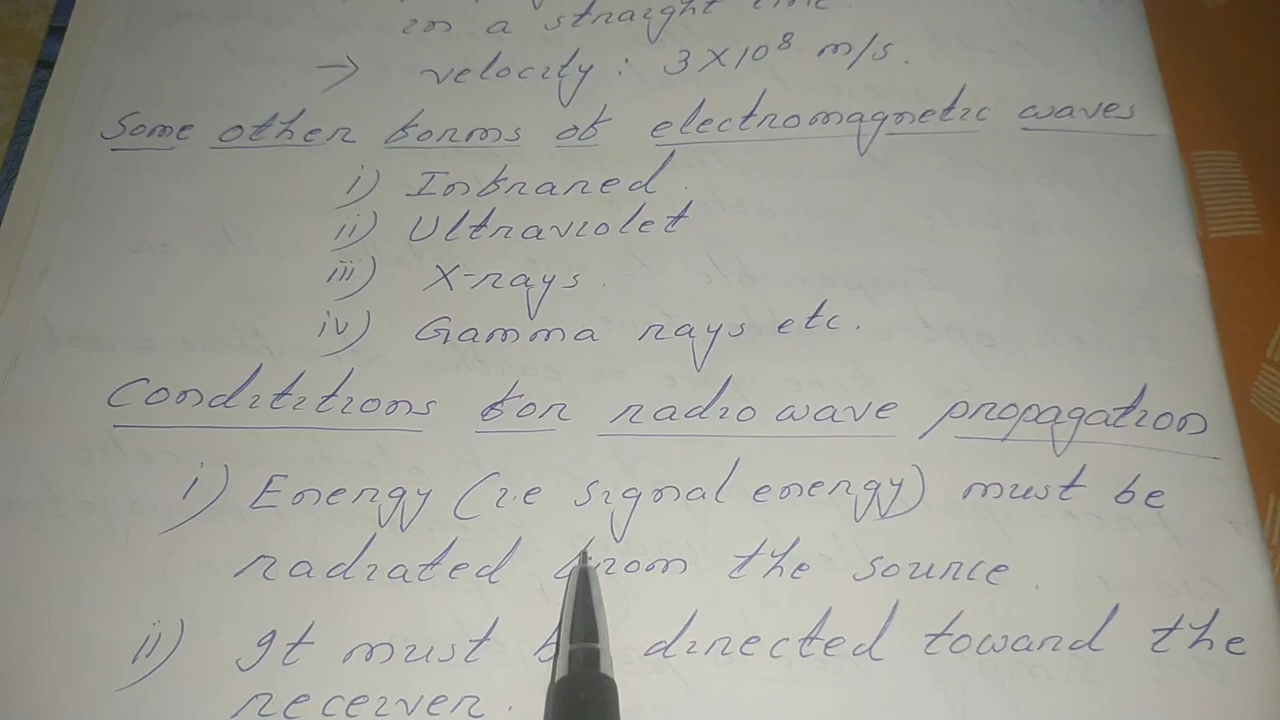 in a straight line.
→ velocity : 3×10⁸ m/s.
Some other forms of electromagnetic waves
i) Infrared
ii) Ultraviolet
iii) X-rays
iv) Gamma rays etc.
Conditions for radio wave propagation
i) Energy (i.e signal energy) must be
radiated from the source.
ii) It must be directed toward the
receiver.